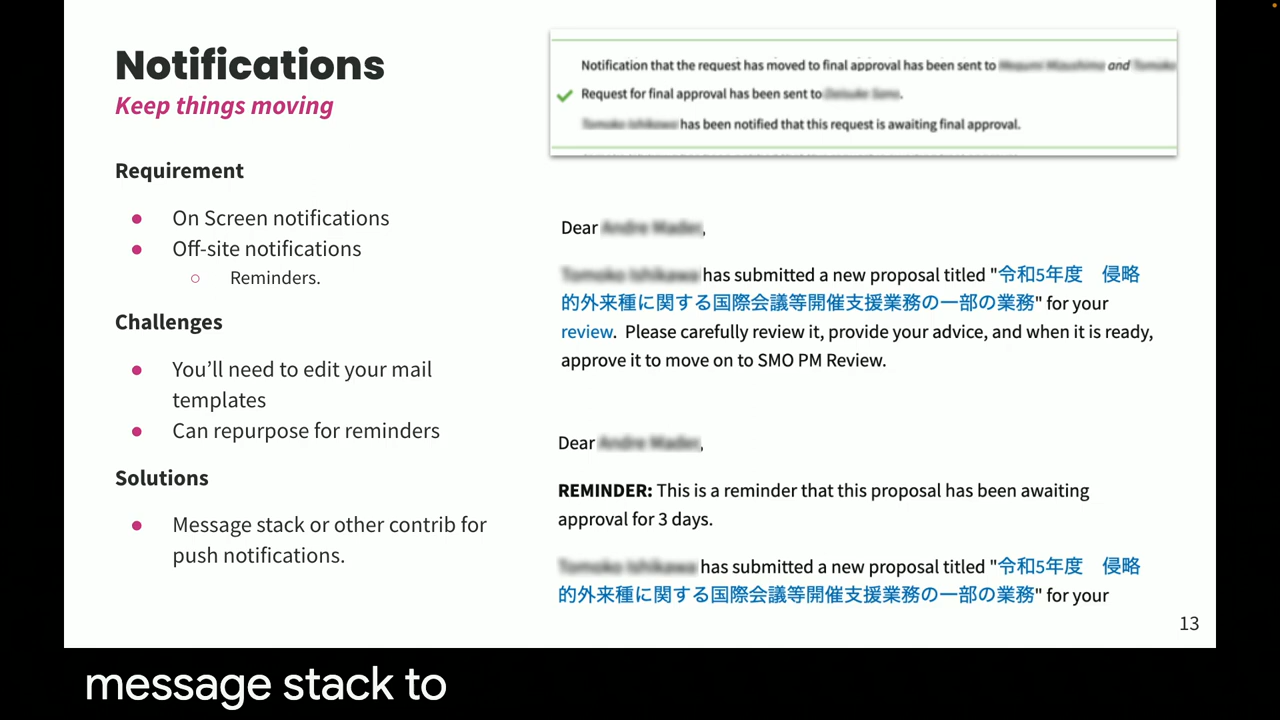 Notifications
Keep things moving
Requirement
● On Screen notifications
● Off-site notifications
○ Reminders.
Challenges
● You’ll need to edit your mail
templates
● Can repurpose for reminders
Solutions
● Message stack or other contrib for
push notifications.
Notification that the request has moved to final approval has been sent to and
Request for final approval has been sent to .
has been notified that this request is awaiting final approval.
Dear ,
has submitted a new proposal titled "令和5年度　侵略
的外来種に関する国際会議等開催支援業務の一部の業務" for your
review. Please carefully review it, provide your advice, and when it is ready,
approve it to move on to SMO PM Review.
Dear ,
REMINDER: This is a reminder that this proposal has been awaiting
approval for 3 days.
has submitted a new proposal titled "令和5年度　侵略
的外来種に関する国際会議等開催支援業務の一部の業務" for your
13
message stack to